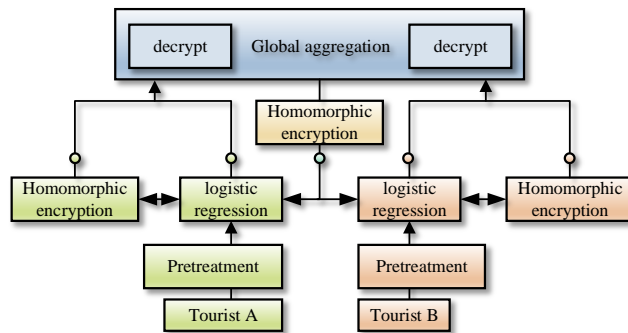 decrypt
Global aggregation
decrypt
Homomorphic
encryption
Homomorphic
encryption
logistic
regression
logistic
regression
Homomorphic
encryption
Pretreatment
Pretreatment
Tourist A
Tourist B